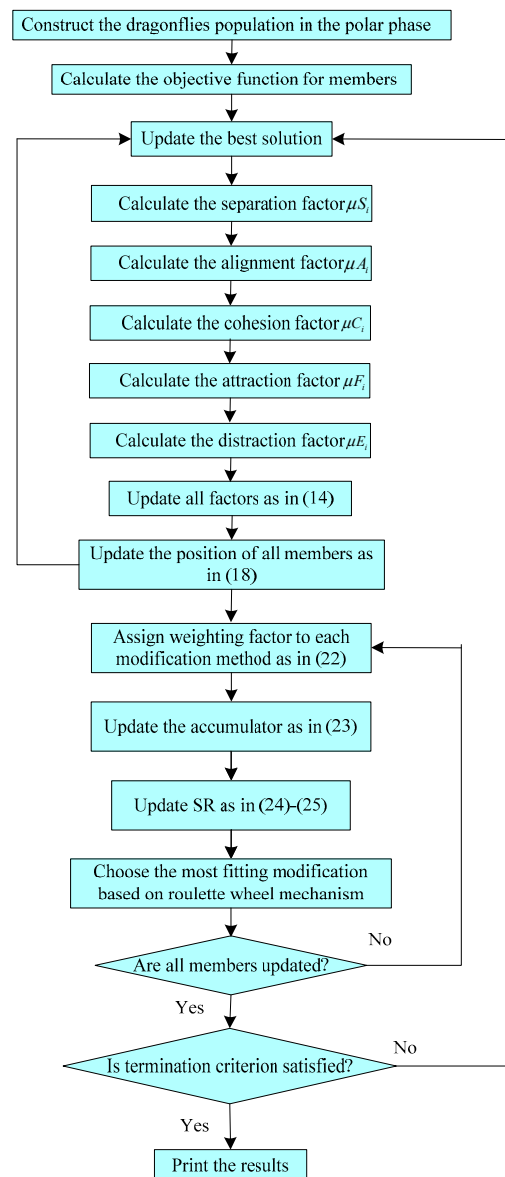 Construct the dragonflies population in the polar phase
Calculate the objective function for members
Update the best solution
Calculate the separation factor μSᵢ
Calculate the alignment factor μAᵢ
Calculate the cohesion factor μCᵢ
Calculate the attraction factor μFᵢ
Calculate the distraction factor μEᵢ
Update all factors as in (14)
Update the position of all members as
in (18)
Assign weighting factor to each
modification method as in (22)
Update the accumulator as in (23)
Update SR as in (24)-(25)
Choose the most fitting modification
based on roulette wheel mechanism
No
Are all members updated?
Yes
No
Is termination criterion satisfied?
Yes
Print the results